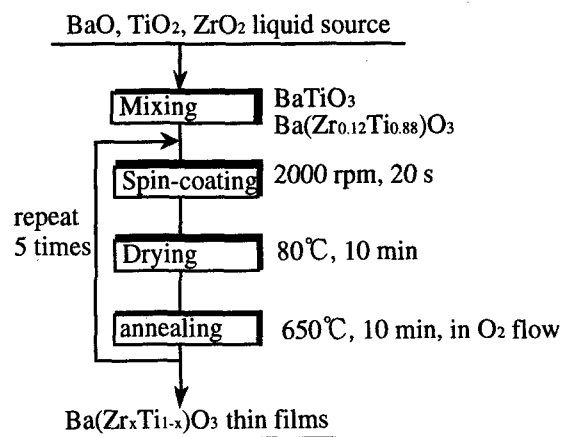 BaO, TiO₂, ZrO₂ liquid source
Mixing
BaTiO₃
Ba(Zr₀.₁₂Ti₀.₈₈)O₃
Spin-coating
2000 rpm, 20 s
repeat
5 times
Drying
80℃, 10 min
annealing
650℃, 10 min, in O₂ flow
Ba(ZrₓTi₁₋ₓ)O₃ thin films